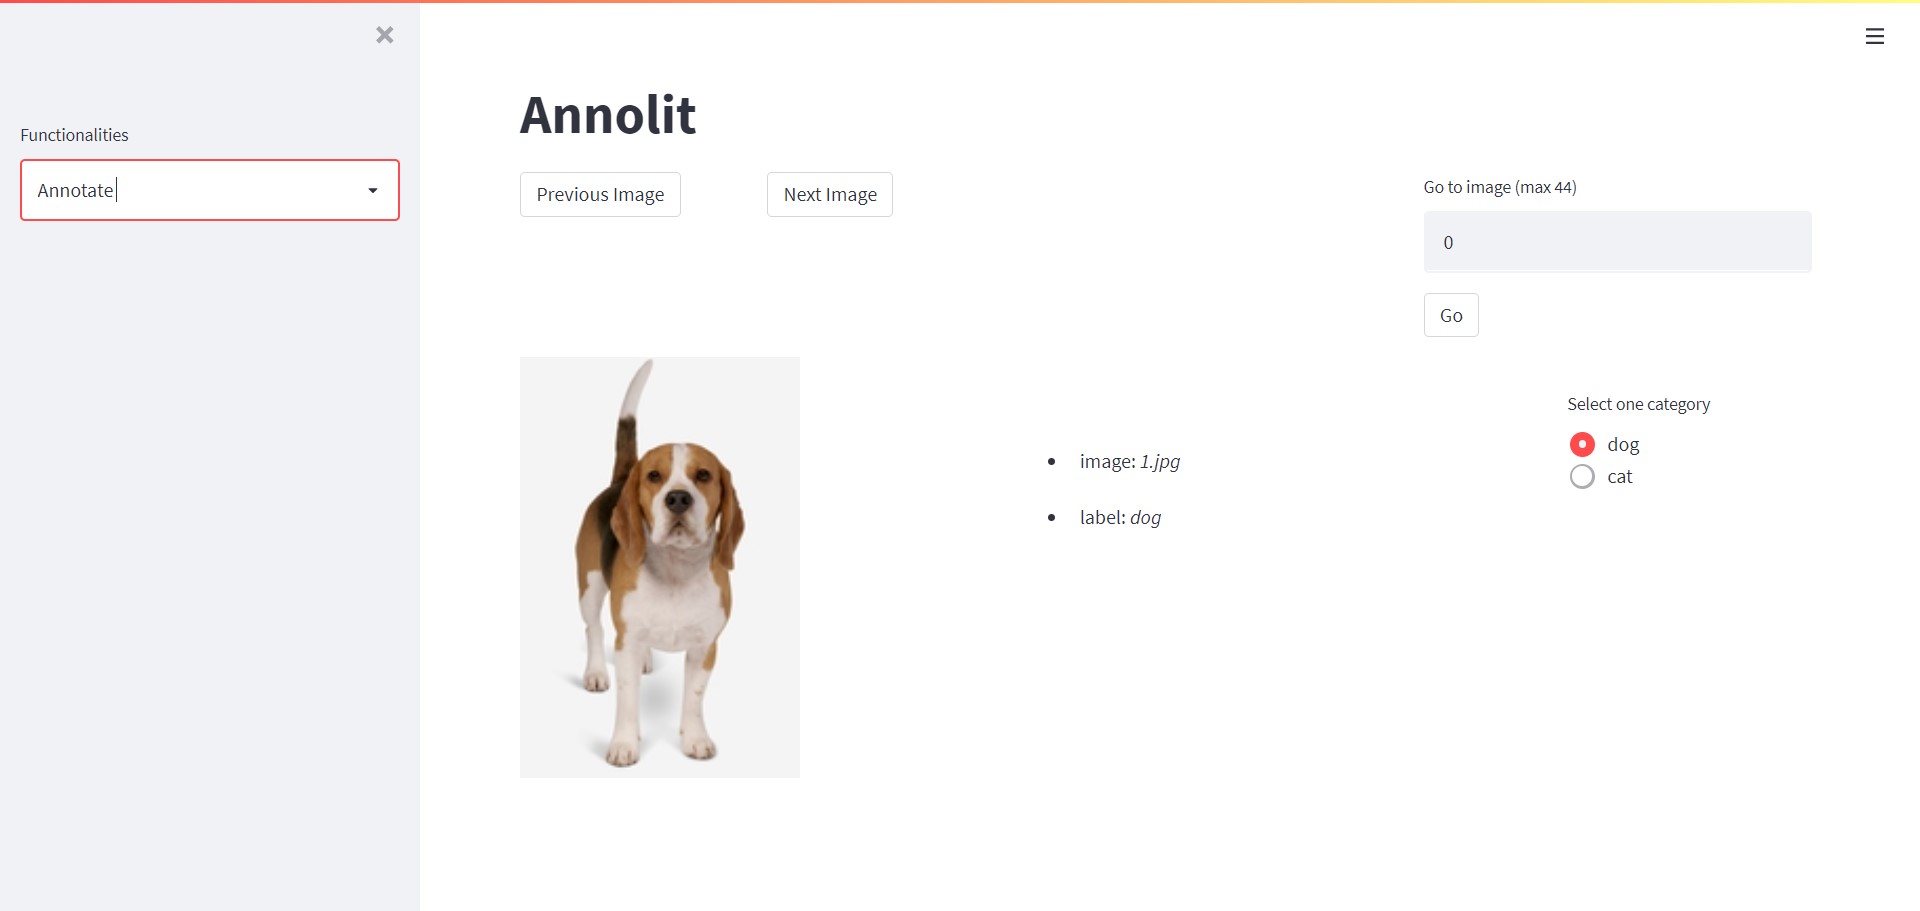 Functionalities
Annotate
Annolit
Previous Image
Next Image
Go to image (max 44)
0
Go
image: 1.jpg
label: dog
Select one category
dog
cat